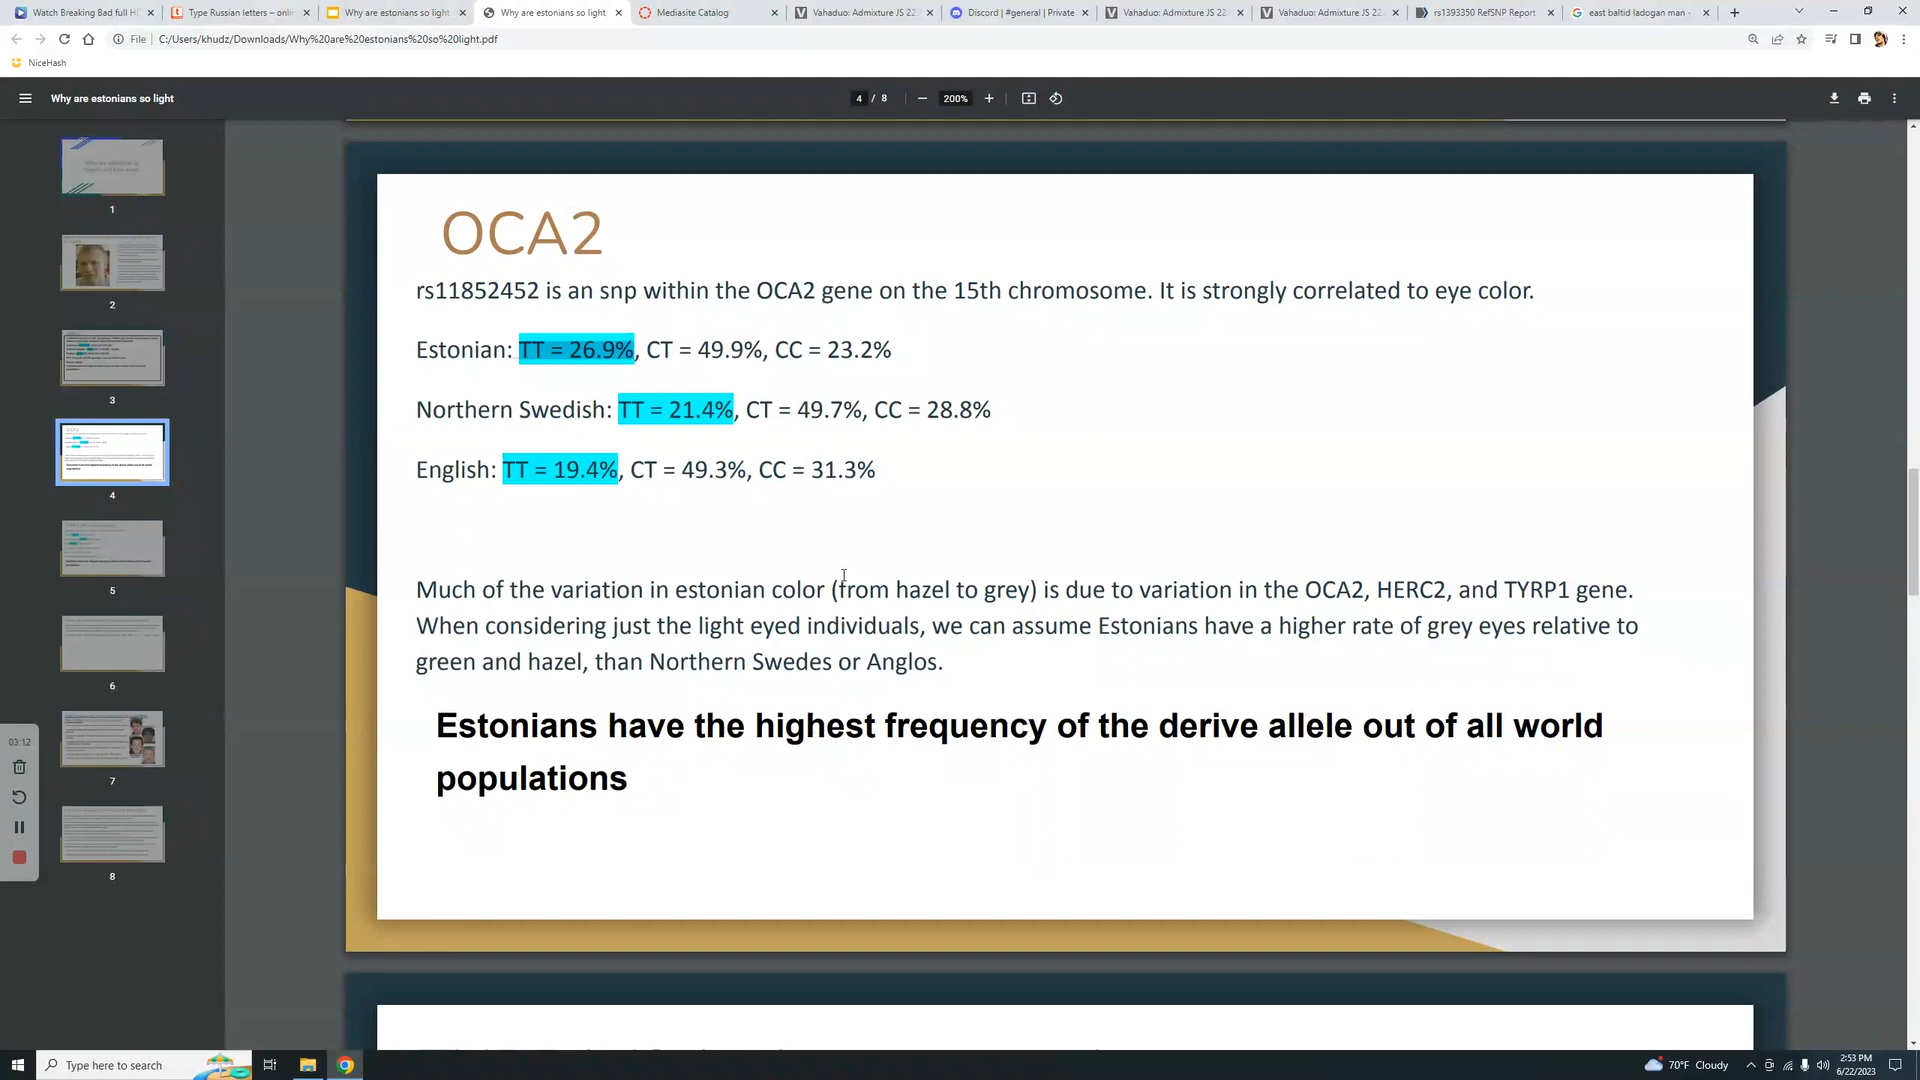 Watch Breaking Bad full HD
Type Russian letters – onli
Why are estonians so light
Why are estonians so light
Mediasite Catalog
Vahaduo: Admixture JS 22.
Discord | #general | Private
Vahaduo: Admixture JS 22
Vahaduo: Admixture JS 22.
rs1393350 RefSNP Report
east baltid ladogan man -
File
C:/Users/khudz/Downloads/Why%20are%20estonians%20so%20light.pdf
NiceHash
Why are estonians so light
4 / 8
200%
1
2
3
OCA2
4
5
6
7
8
03:12
OCA2
rs11852452 is an snp within the OCA2 gene on the 15th chromosome. It is strongly correlated to eye color.
Estonian: TT = 26.9%, CT = 49.9%, CC = 23.2%
Northern Swedish: TT = 21.4%, CT = 49.7%, CC = 28.8%
English: TT = 19.4%, CT = 49.3%, CC = 31.3%
Much of the variation in estonian color (from hazel to grey) is due to variation in the OCA2, HERC2, and TYRP1 gene.
When considering just the light eyed individuals, we can assume Estonians have a higher rate of grey eyes relative to
green and hazel, than Northern Swedes or Anglos.
Estonians have the highest frequency of the derive allele out of all world
populations
Type here to search
70°F Cloudy
2:53 PM
6/22/2023